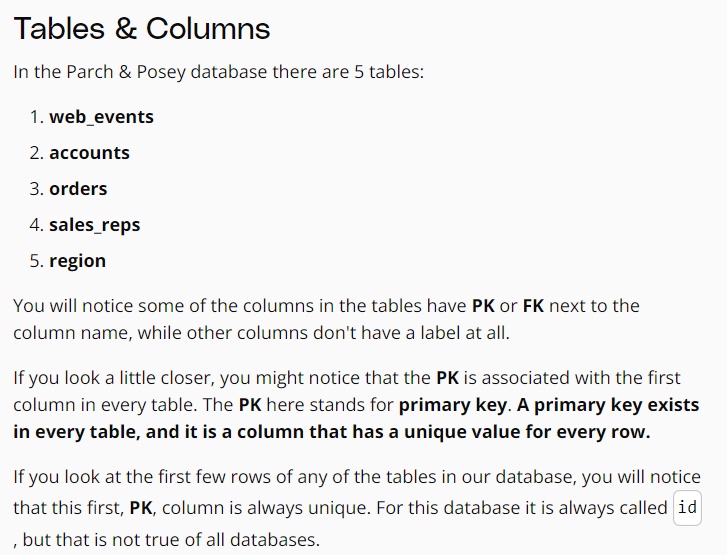 Tables & Columns
In the Parch & Posey database there are 5 tables:
1. web_events
2. accounts
3. orders
4. sales_reps
5. region
You will notice some of the columns in the tables have PK or FK next to the
column name, while other columns don't have a label at all.
If you look a little closer, you might notice that the PK is associated with the first
column in every table. The PK here stands for primary key. A primary key exists
in every table, and it is a column that has a unique value for every row.
If you look at the first few rows of any of the tables in our database, you will notice
that this first, PK, column is always unique. For this database it is always called id
, but that is not true of all databases.